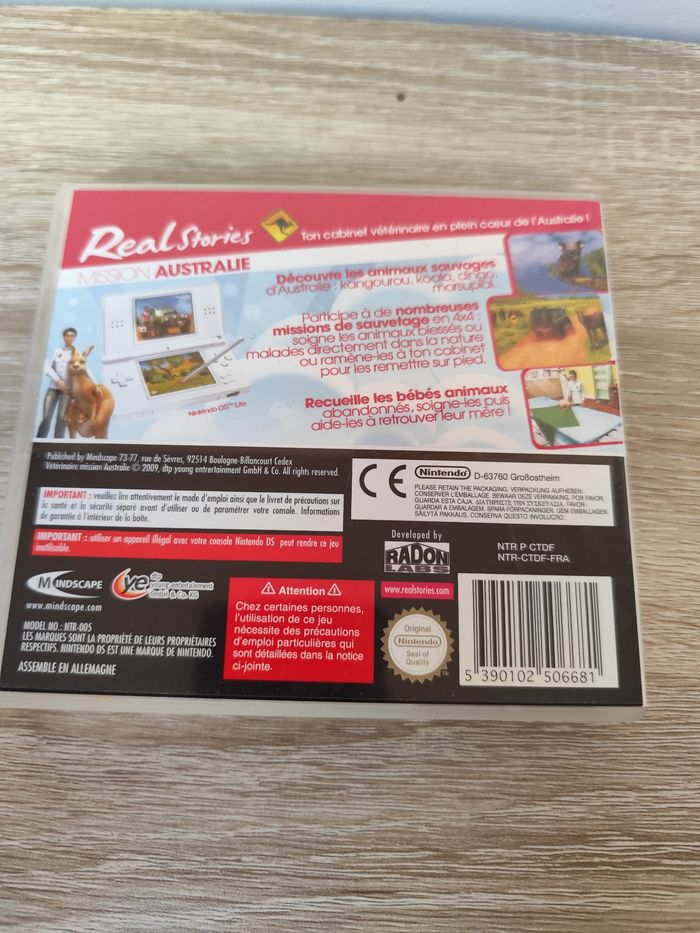 Real Stories
MISSION AUSTRALIE
Ton cabinet vétérinaire en plein cœur de l'Australie !
Découvre les animaux sauvages
d'Australie : kangourou, koala, dingo,
marsupial...
Participe à de nombreuses
missions de sauvetage en 4x4 :
soigne les animaux blessés ou
malades directement dans la nature
ou ramène-les à ton cabinet
pour les remettre sur pied.
Nintendo DS™ Lite
Recueille les bébés animaux
abandonnés, soigne-les puis
aide-les à retrouver leur mère !
Published by Mindscape 73-77, rue de Sèvres, 92514 Boulogne-Billancourt Cedex
Vétérinaire mission Australie © 2009, dtp young entrertainment GmbH & Co. All rights reserved.
IMPORTANT : veuillez lire attentivement le mode d'emploi ainsi que le livret de précautions sur
la santé et la sécurité séparé avant d'utiliser ou de paramétrer votre console. Informations
de garantie à l'intérieur de la boîte.
IMPORTANT : utiliser un appareil illégal avec votre console Nintendo DS peut rendre ce jeu
inutilisable.
CE
Nintendo D-63760 Großostheim
PLEASE RETAIN THE PACKAGING. VERPACKUNG AUFHEBEN.
CONSERVER L'EMBALLAGE. BEWAAR DEZE VERPAKKING. POR FAVOR,
GUARDA ESTA CAJA. ΔΙΑΤΗΡΗΣΤΕ ΤΗΝ ΣΥΣΚΕΥΑΣΙΑ. FAVOR
GUARDAR A EMBALAGEM. SPARA FÖRPACKNINGEN. GEM EMBALLAGEN.
SÄILYTÄ PAKKAUS. CONSERVA QUESTO INVOLUCRO.
Developed by
RADON
LABS
NTR P CTDF
NTR-CTDF-FRA
MINDSCAPE
www.mindscape.com
ye
dtp
young entertainment
GmbH & Co. KG
MODEL NO.: NTR-005
LES MARQUES SONT LA PROPRIÉTÉ DE LEURS PROPRIÉTAIRES
RESPECTIFS. NINTENDO DS EST UNE MARQUE DE NINTENDO.
ASSEMBLE EN ALLEMAGNE
Attention
Chez certaines personnes,
l'utilisation de ce jeu
nécessite des précautions
d'emploi particulières qui
sont détaillées dans la notice
ci-jointe.
www.realstories.com
Original
Nintendo
Seal of
Quality
TM
5 390102 506681